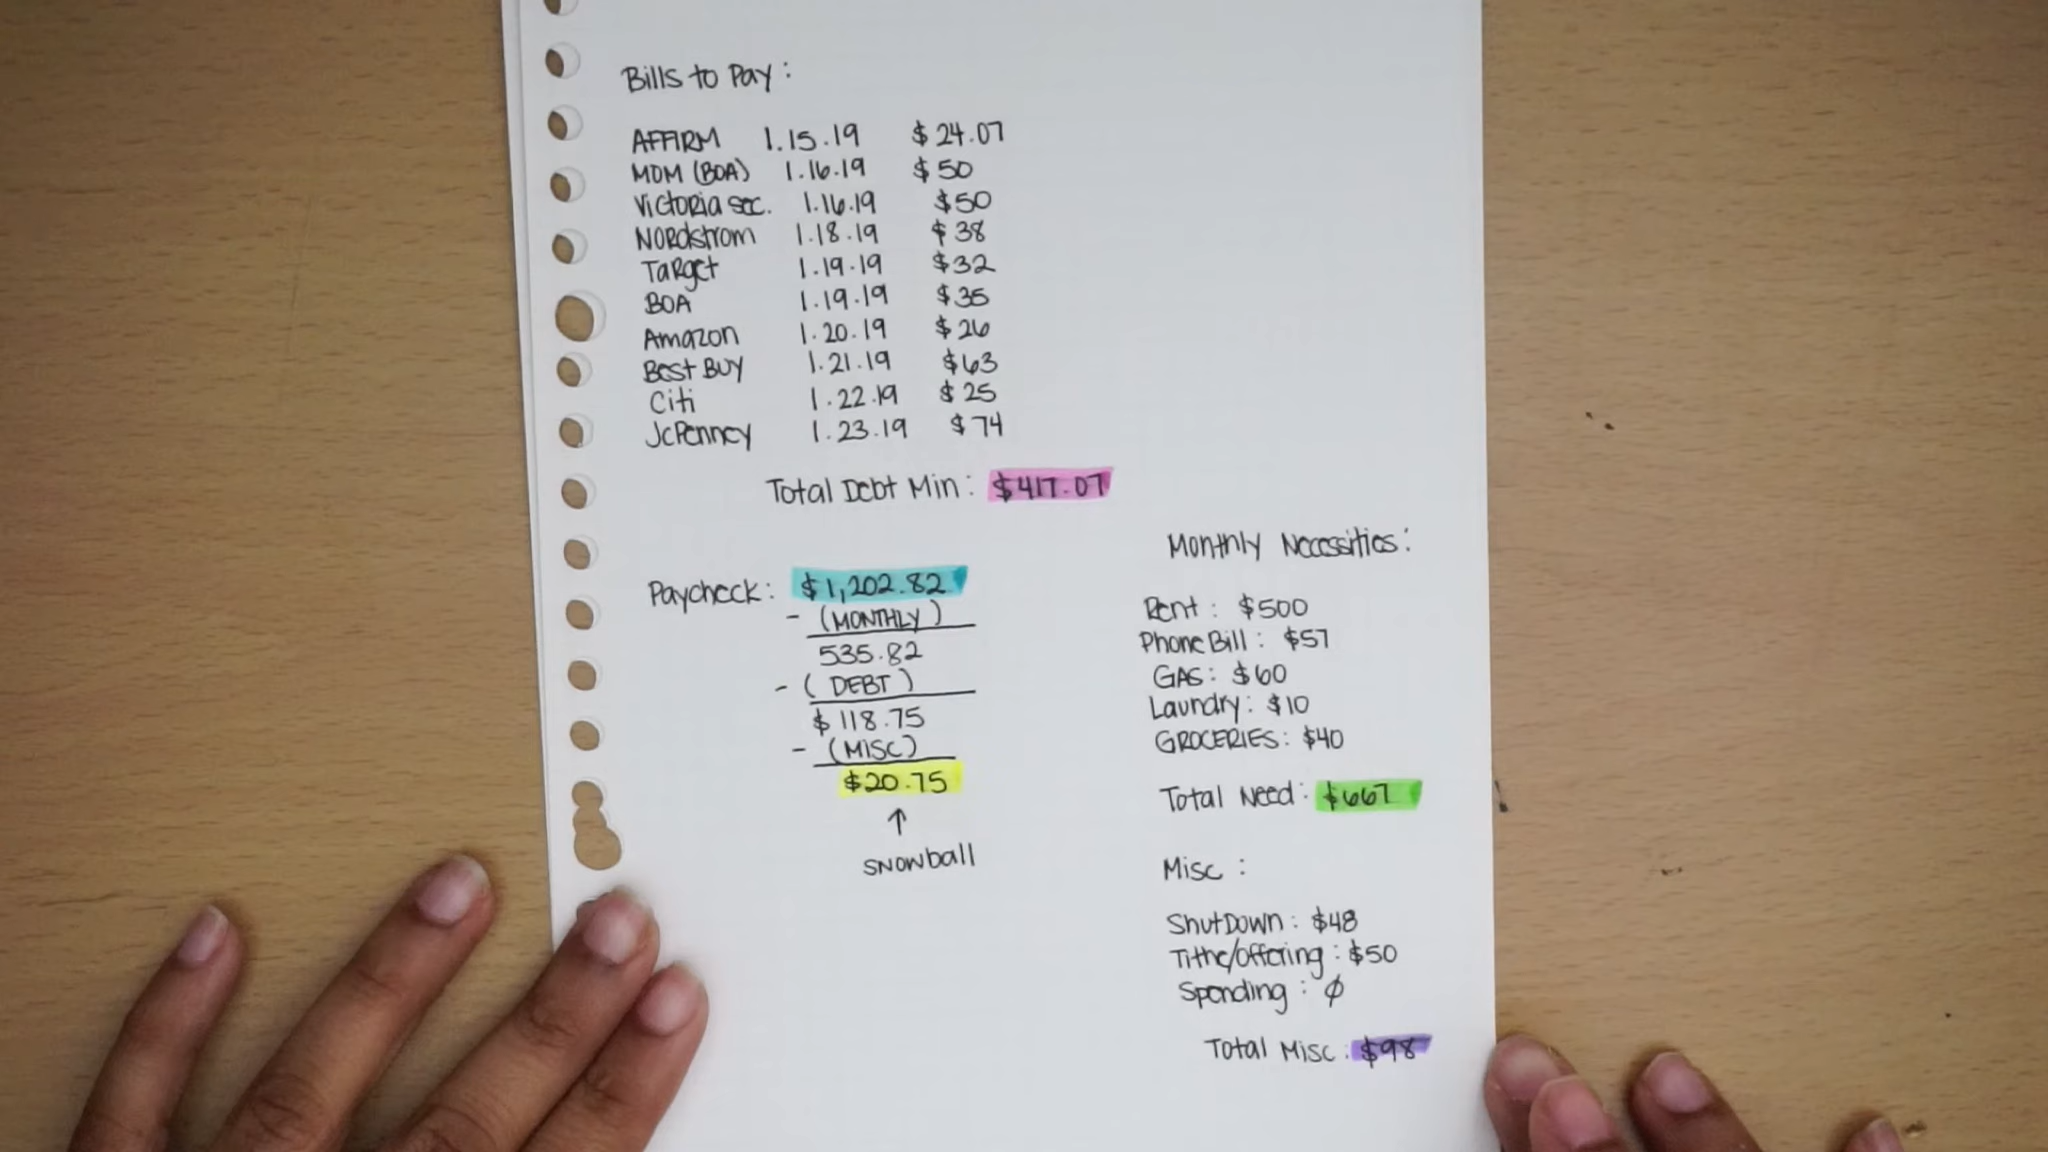 Bills to Pay:
AFFIRM 1.15.19 $24.07
MOM (BOA) 1.16.19 $50
Victoria sec. 1.16.19 $50
NORdstrom 1.18.19 $38
TaRget 1.19.19 $32
BOA 1.19.19 $35
Amazon 1.20.19 $26
Best Buy 1.21.19 $63
Citi 1.22.19 $25
JcPenney 1.23.19 $74
Total Debt Min: $417.07
Paycheck: $1,202.82
- (MONTHLY)
535.82
- (DEBT)
$118.75
- (MISC)
$20.75
↑
SNOWball
Monthly Necessities:
Rent: $500
Phone Bill: $57
GAS: $60
Laundry: $10
GROCERIES: $40
Total Need: $667
Misc:
ShutDown: $48
Tithe/offering: $50
Spending: ∅
Total Misc: $98